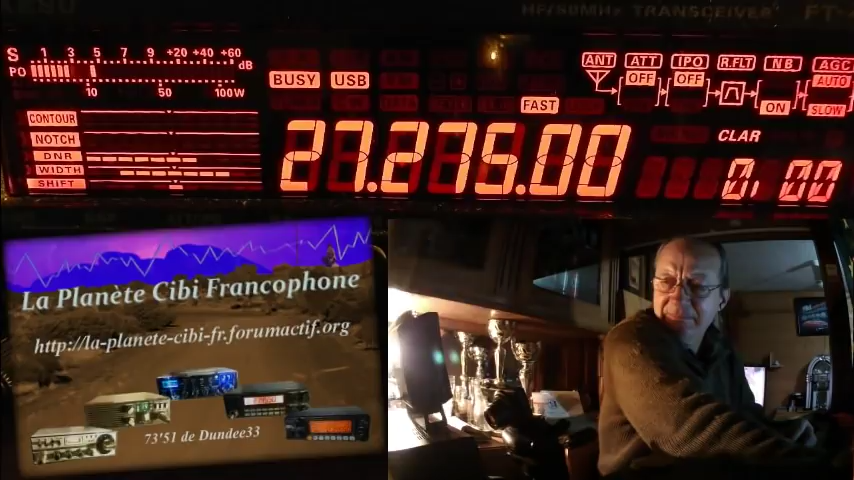 HF/50MHz TRANSCEIVER FT-
S 1 3 5 7 9 +20 +40 +60 dB
PO 10 50 100W
BUSY USB
FAST
ANT ATT IPO R.FLT NB AGC
OFF OFF AUTO
ON SLOW
CONTOUR
NOTCH
DNR
WIDTH
SHIFT
27.275.00
CLAR
0.00
La Planète Cibi Francophone
http://la-planete-cibi-fr.forumactif.org
73'51 de Dundee33